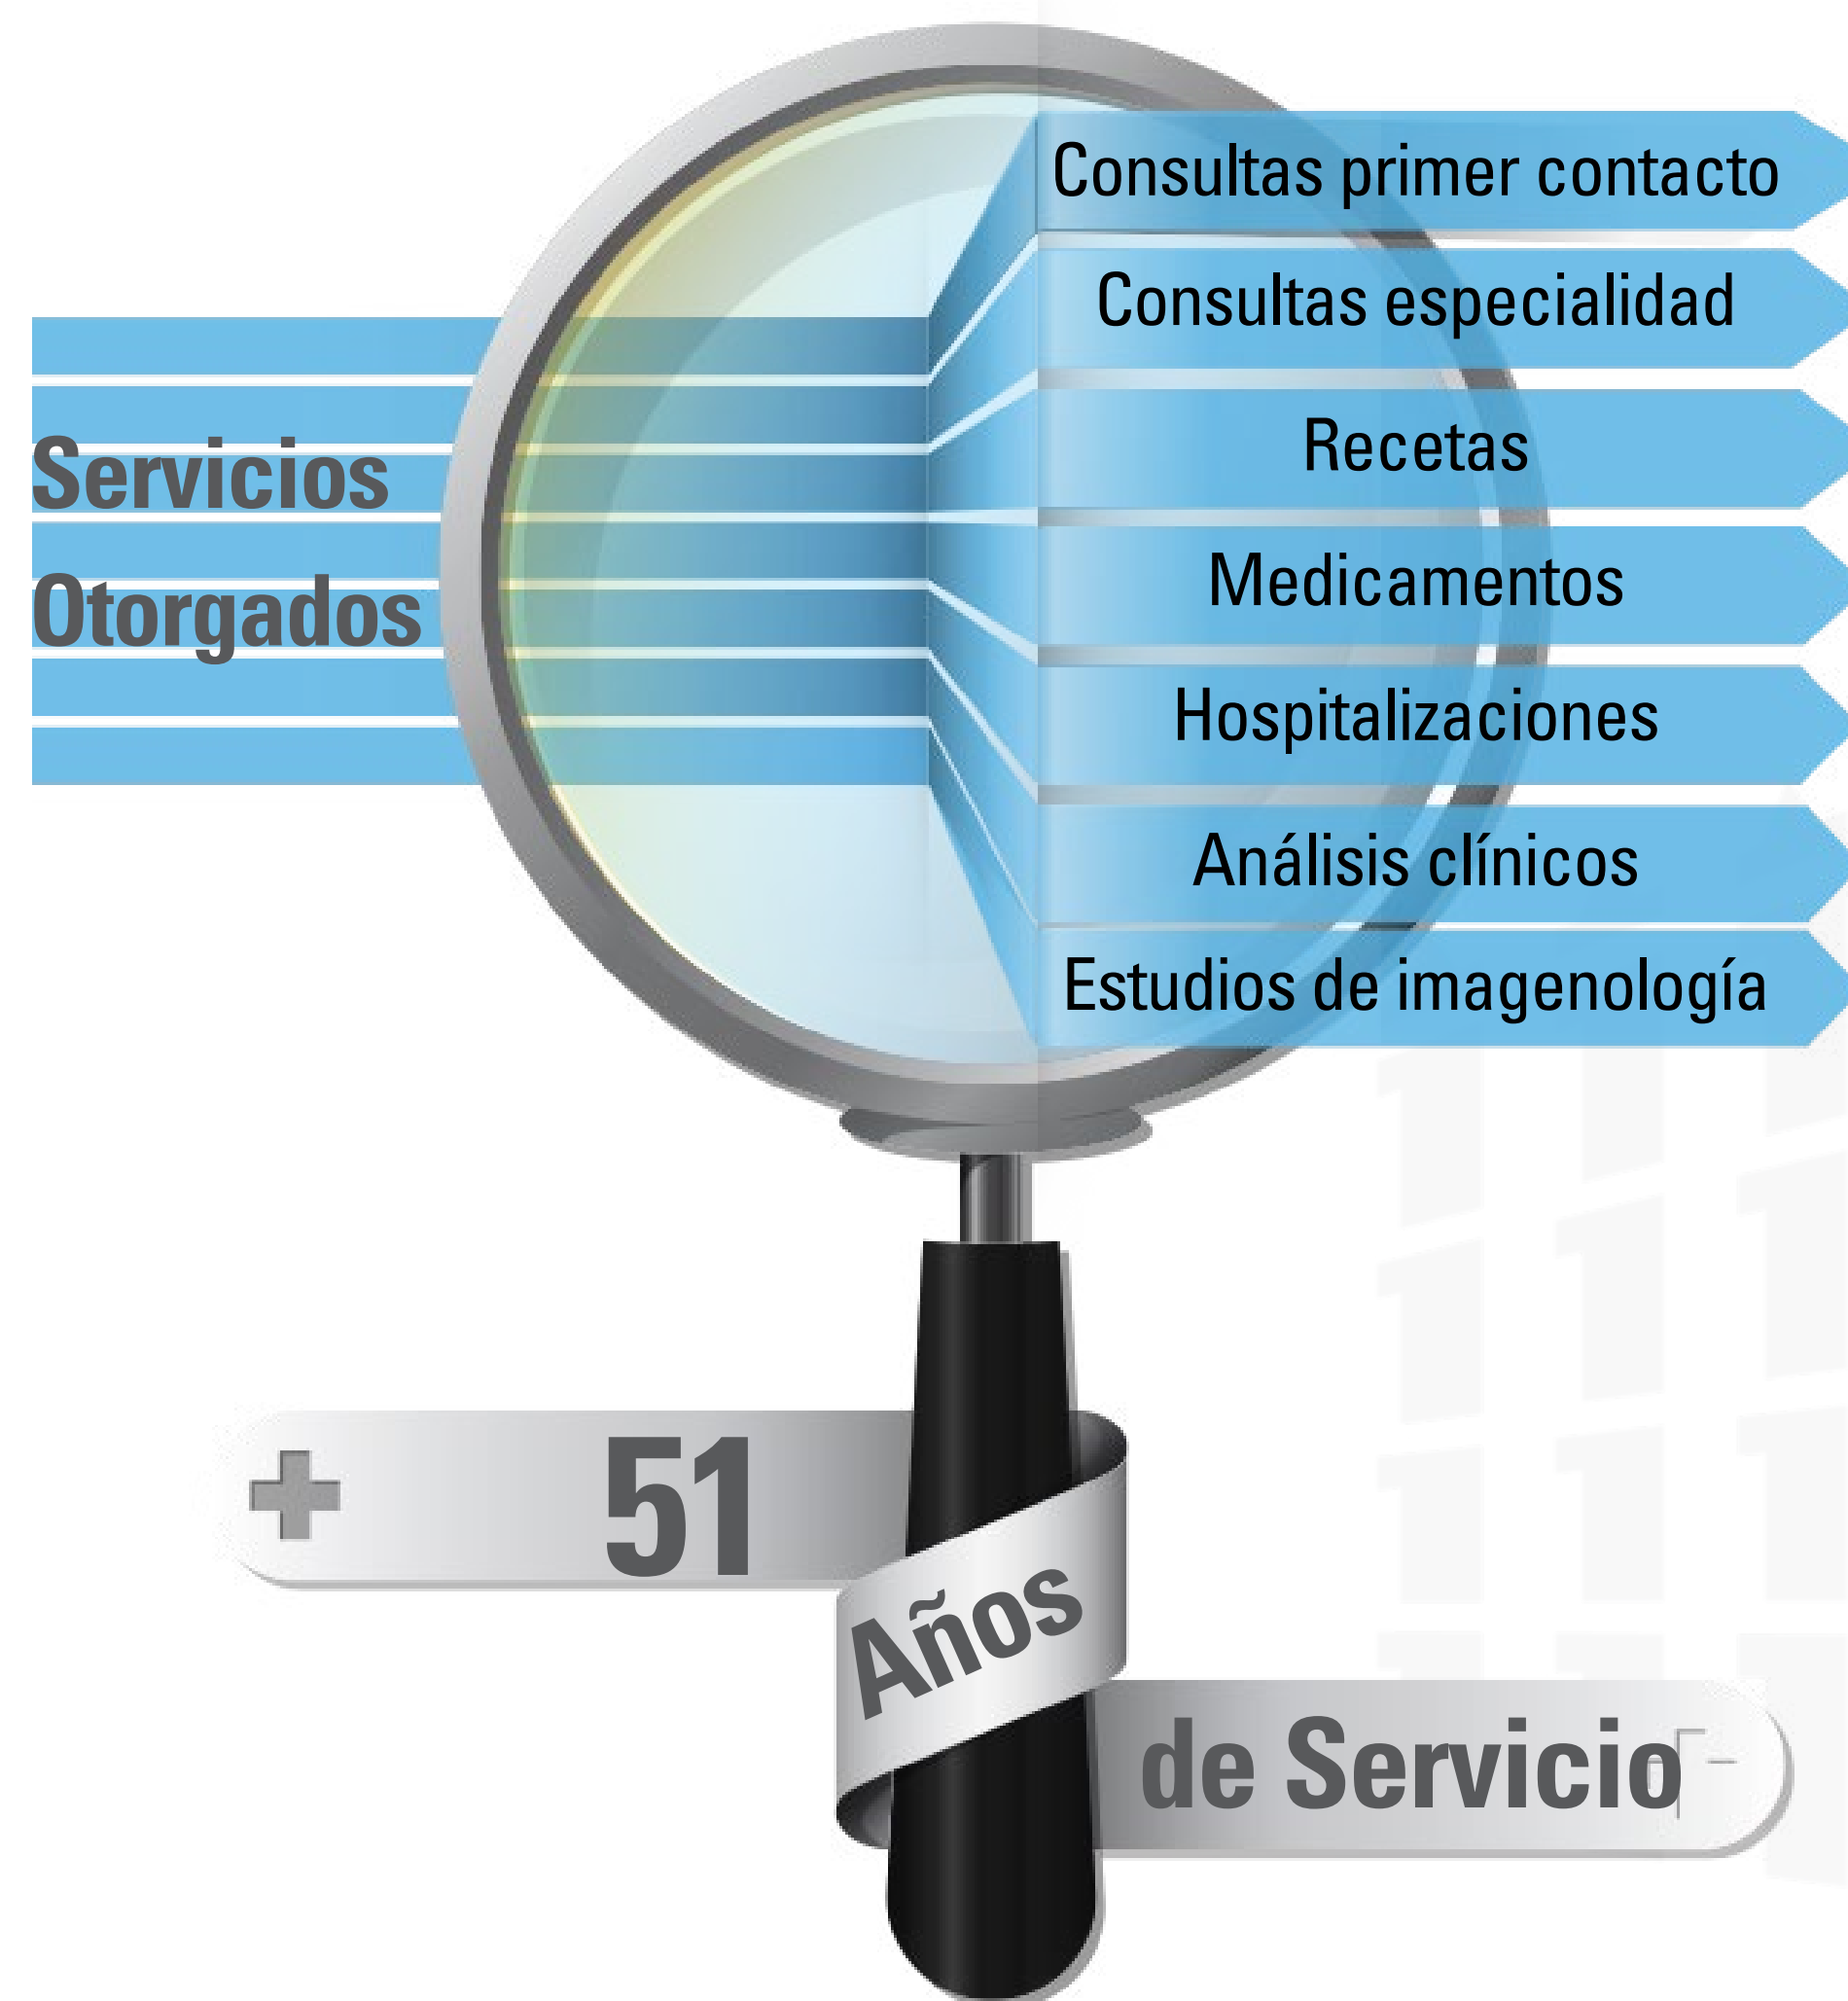 Servicios
Otorgados
Consultas primer contacto
Consultas especialidad
Recetas
Medicamentos
Hospitalizaciones
Análisis clínicos
Estudios de imagenología
+ 51
Años
de Servicio